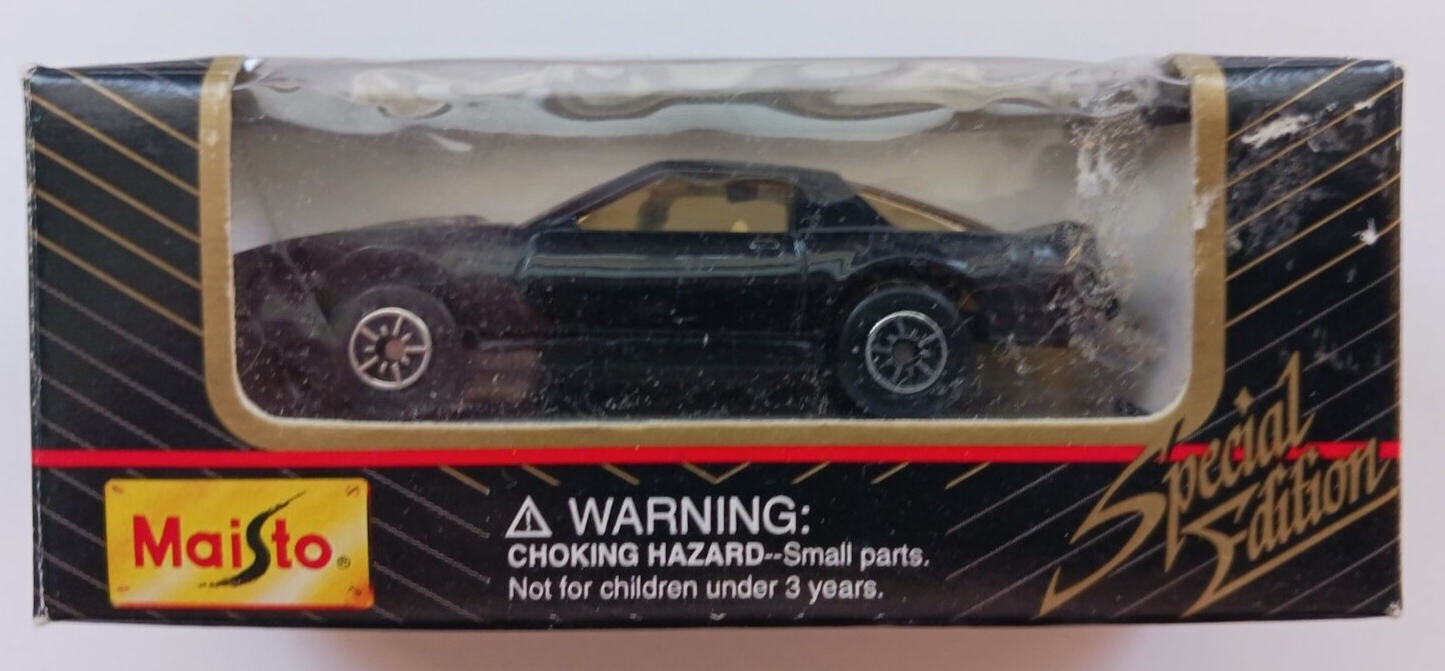 Maisto®
⚠ WARNING:
CHOKING HAZARD--Small parts.
Not for children under 3 years.
Special
Edition